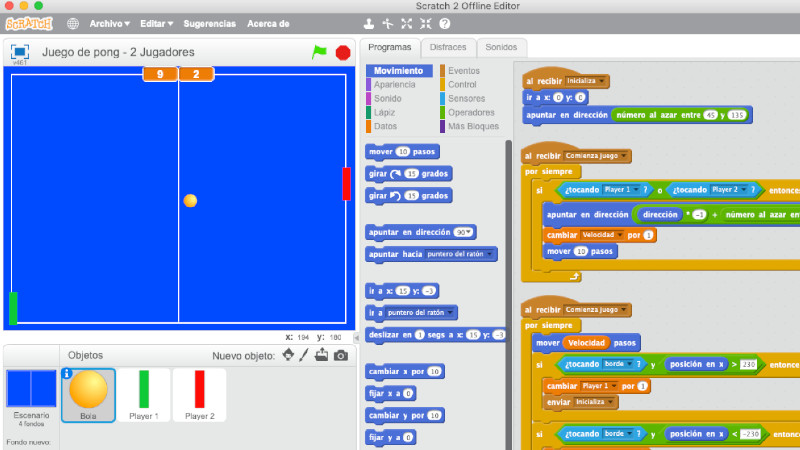 Scratch 2 Offline Editor
SCRATCH Archivo Editar Sugerencias Acerca de
v461 Juego de pong - 2 Jugadores
9 2
x: 194 y: 180
Objetos Nuevo objeto:
Escenario
4 fondos
Fondo nuevo:
Bola Player 1 Player 2
Programas Disfraces Sonidos
Movimiento Eventos
Apariencia Control
Sonido Sensores
Lápiz Operadores
Datos Más Bloques
mover 10 pasos
girar 15 grados
girar 15 grados
apuntar en dirección 90
apuntar hacia puntero del ratón
ir a x: 15 y: -3
ir a puntero del ratón
deslizar en 1 segs a x: 15 y: -3
cambiar x por 10
fijar x a 0
cambiar y por 10
fijar y a 0
al recibir Inicializa
ir a x: 0 y: 0
apuntar en dirección número al azar entre 45 y 135
al recibir Comienza juego
por siempre
si ¿tocando Player 1 ? o ¿tocando Player 2 ? entonces
apuntar en dirección dirección * -1 + número al azar en
cambiar Velocidad por 1
mover 10 pasos
al recibir Comienza juego
por siempre
mover Velocidad pasos
si ¿tocando borde ? y posición en x > 230 entonce
cambiar Player 1 por 1
enviar Inicializa
si ¿tocando borde ? y posición en x < -230 entonc